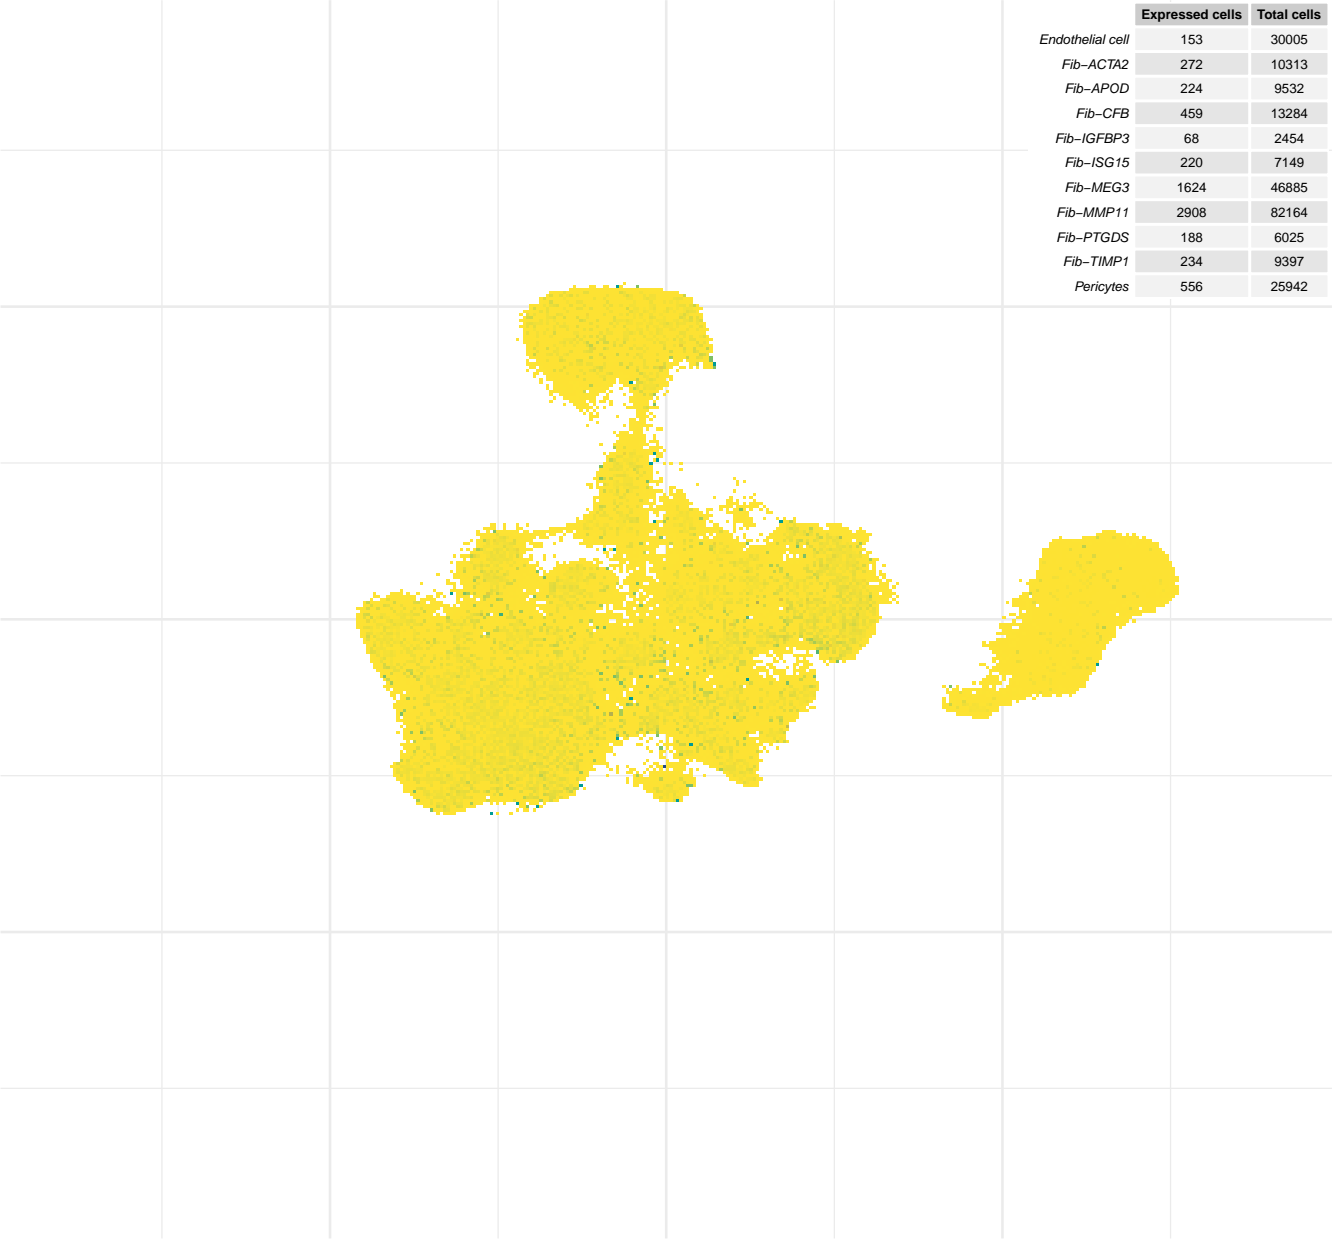 Expressed cells Total cells
Endothelial cell 153 30005
Fib−ACTA2 272 10313
Fib−APOD 224 9532
Fib−CFB 459 13284
Fib−IGFBP3 68 2454
Fib−ISG15 220 7149
Fib−MEG3 1624 46885
Fib−MMP11 2908 82164
Fib−PTGDS 188 6025
Fib−TIMP1 234 9397
Pericytes 556 25942